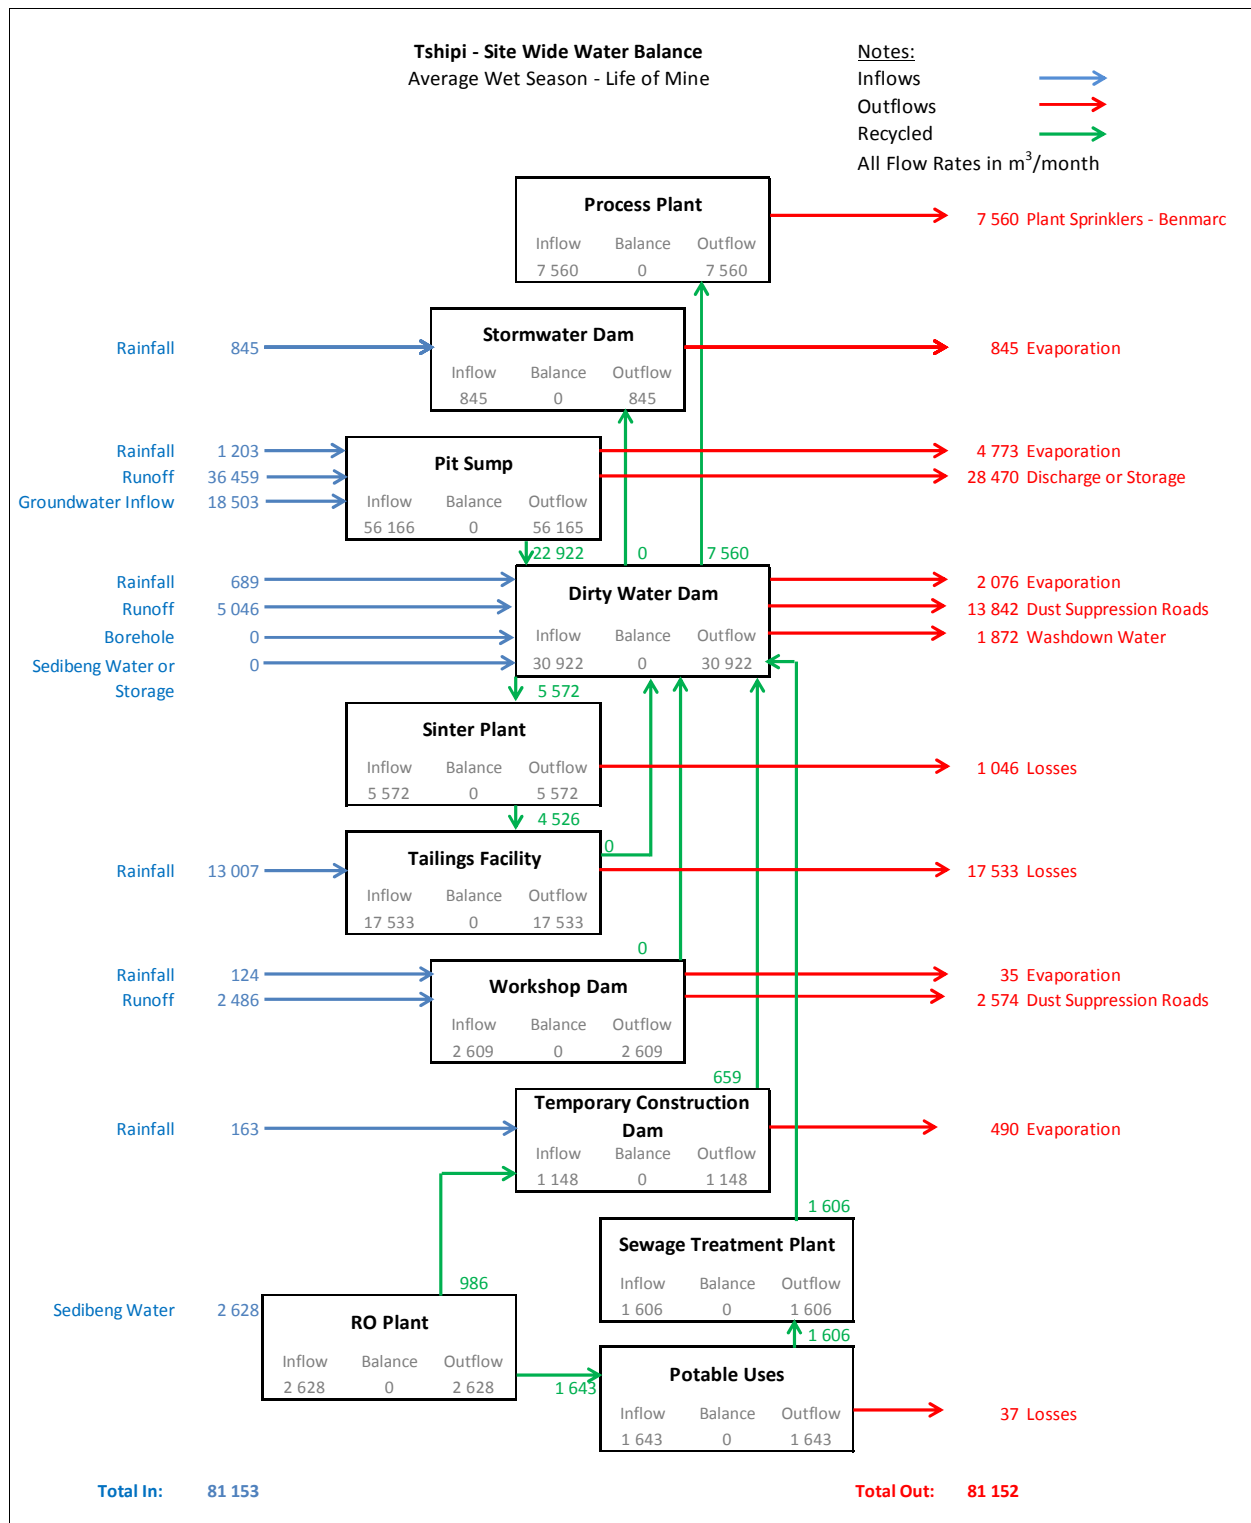 Tshipi - Site Wide Water Balance
Average Wet Season - Life of Mine
Notes:
Inflows
Outflows
Recycled
All Flow Rates in m³/month
Process Plant
Inflow Balance Outflow
7 560 0 7 560
7 560 Plant Sprinklers - Benmarc
Stormwater Dam
Rainfall 845
845 Evaporation
Inflow Balance Outflow
845 0 845
Rainfall 1 203
4 773 Evaporation
Pit Sump
Runoff 36 459
28 470 Discharge or Storage
Groundwater Inflow 18 503
Inflow Balance Outflow
56 166 0 56 165
22 922 0 7 560
Rainfall 689
2 076 Evaporation
Dirty Water Dam
Runoff 5 046
13 842 Dust Suppression Roads
Borehole 0
Inflow Balance Outflow
1 872 Washdown Water
Sedibeng Water or 0
Storage
30 922 0 30 922
5 572
Sinter Plant
Inflow Balance Outflow
5 572 0 5 572
1 046 Losses
4 526
0
Tailings Facility
Rainfall 13 007
17 533 Losses
Inflow Balance Outflow
17 533 0 17 533
0
Rainfall 124
35 Evaporation
Workshop Dam
Runoff 2 486
2 574 Dust Suppression Roads
Inflow Balance Outflow
2 609 0 2 609
659
Temporary Construction
Dam
Rainfall 163
490 Evaporation
Inflow Balance Outflow
1 148 0 1 148
1 606
Sewage Treatment Plant
Inflow Balance Outflow
1 606 0 1 606
986
Sedibeng Water 2 628
RO Plant
Inflow Balance Outflow
2 628 0 2 628
1 606
1 643
Potable Uses
Inflow Balance Outflow
1 643 0 1 643
37 Losses
Total In: 81 153
Total Out: 81 152